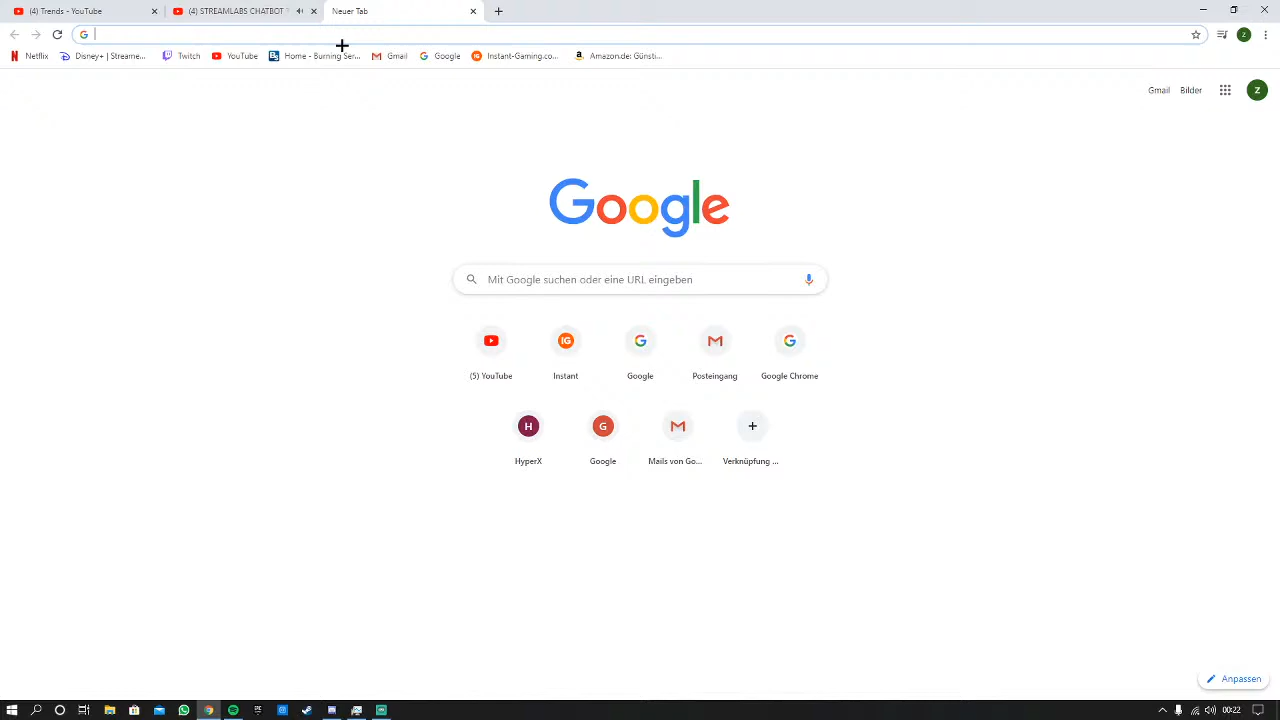 (4) Trends - YouTube
(4) STREAMLABS CHATBOT
Neuer Tab
Netflix
Disney+ | Streame...
Twitch
YouTube
Home - Burning Ser...
Gmail
Google
Instant-Gaming.co...
Amazon.de: Günsti...
Gmail
Bilder
Z
Z
Google
Mit Google suchen oder eine URL eingeben
IG
(5) YouTube
Instant
Google
Posteingang
Google Chrome
H
G
HyperX
Google
Mails von Go...
Verknüpfung ...
Anpassen
00:22